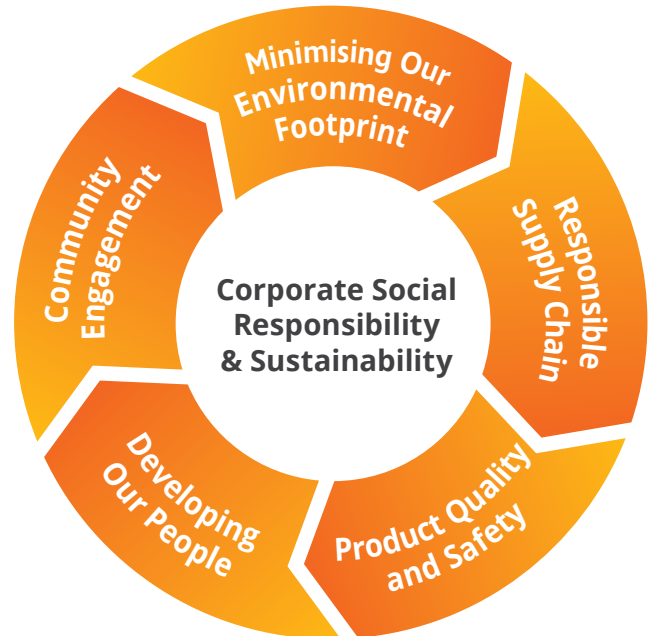 Minimising Our
Environmental
Footprint
Responsible
Supply Chain
Product Quality
and Safety
Developing
Our People
Community
Engagement
Corporate Social
Responsibility
& Sustainability